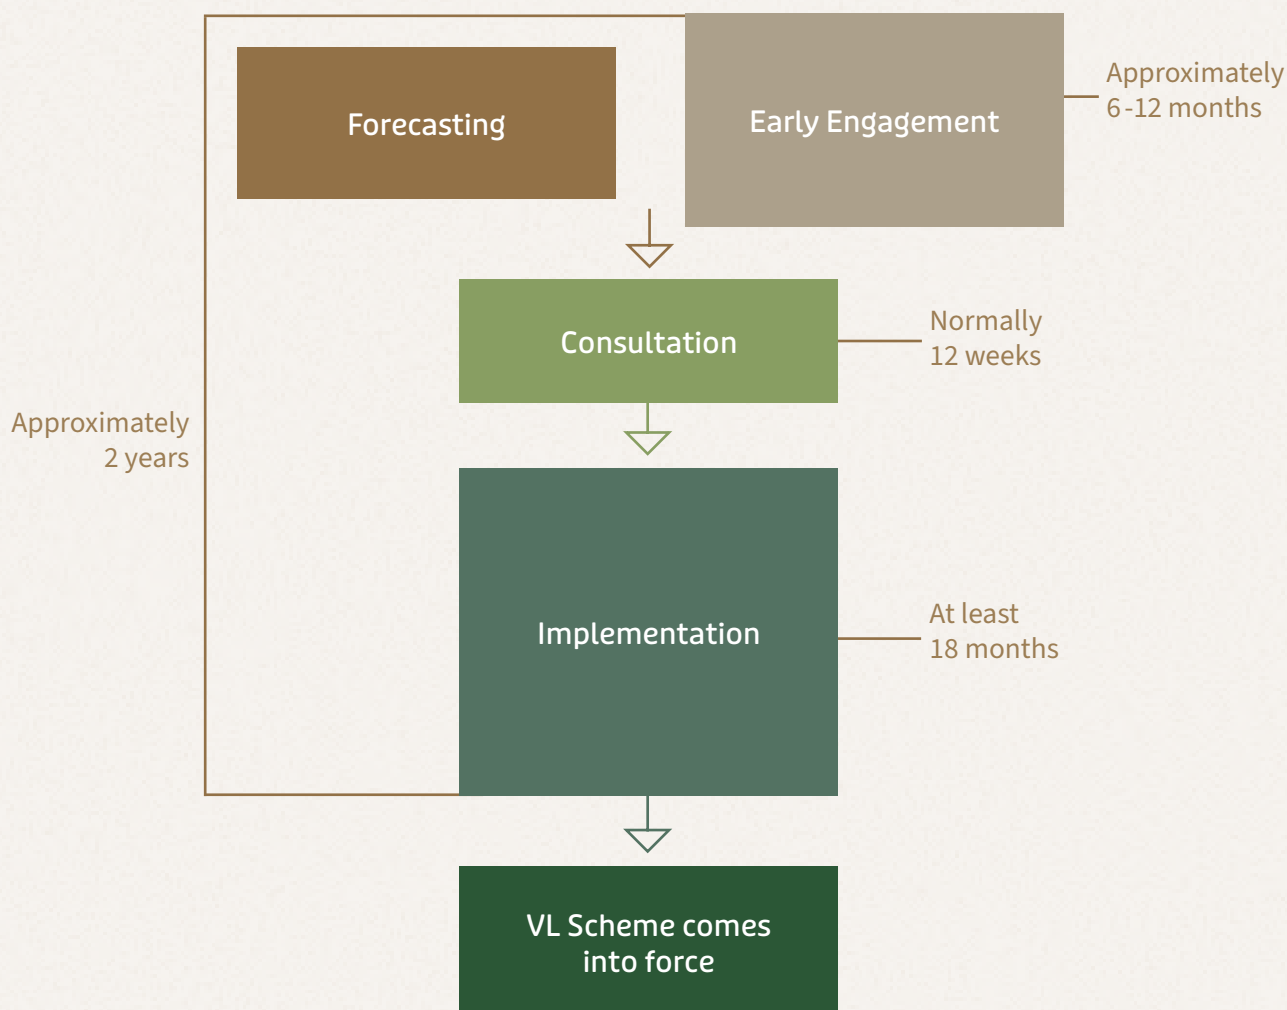 Forecasting
Early Engagement
Approximately
6-12 months
Consultation
Normally
12 weeks
Approximately
2 years
Implementation
At least
18 months
VL Scheme comes
into force